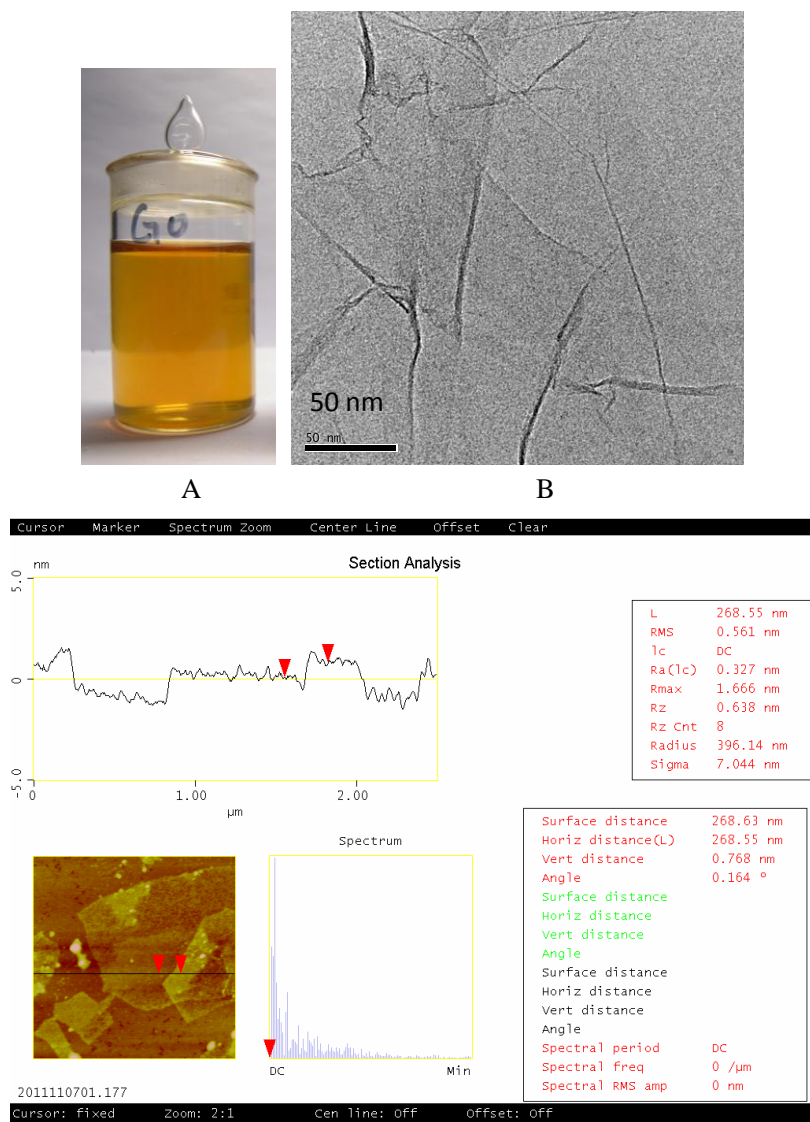 GO
50 nm
50 nm
A
B
Cursor Marker Spectrum Zoom Center Line Offset Clear
Section Analysis
nm
5.0
0
-5.0
0 1.00 2.00
µm
L 268.55 nm
RMS 0.561 nm
lc DC
Ra(lc) 0.327 nm
Rmax 1.666 nm
Rz 0.638 nm
Rz Cnt 8
Radius 396.14 nm
Sigma 7.044 nm
Spectrum
DC Min
Surface distance 268.63 nm
Horiz distance(L) 268.55 nm
Vert distance 0.768 nm
Angle 0.164 º
Surface distance
Horiz distance
Vert distance
Angle
Surface distance
Horiz distance
Vert distance
Angle
Spectral period DC
Spectral freq 0 /µm
Spectral RMS amp 0 nm
2011110701.177
Cursor: fixed Zoom: 2:1 Cen line: Off Offset: Off